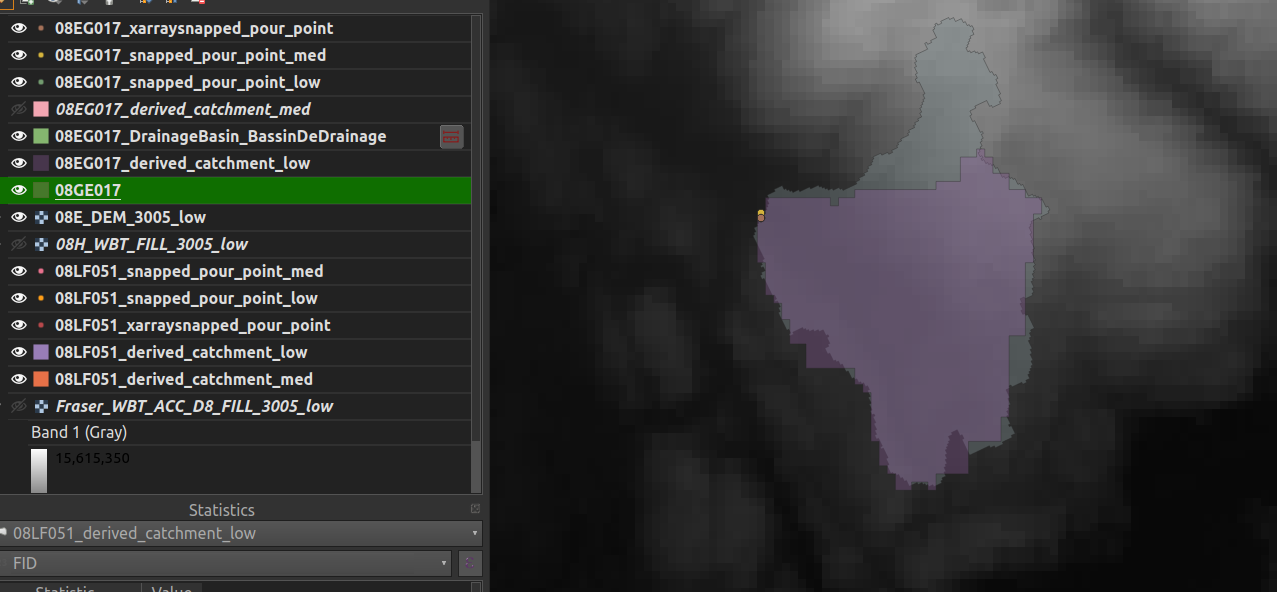 08EG017_xarraysnapped_pour_point
08EG017_snapped_pour_point_med
08EG017_snapped_pour_point_low
08EG017_derived_catchment_med
08EG017_DrainageBasin_BassinDeDrainage
08EG017_derived_catchment_low
08GE017
08E_DEM_3005_low
08H_WBT_FILL_3005_low
08LF051_snapped_pour_point_med
08LF051_snapped_pour_point_low
08LF051_xarraysnapped_pour_point
08LF051_derived_catchment_low
08LF051_derived_catchment_med
Fraser_WBT_ACC_D8_FILL_3005_low
Band 1 (Gray)
15,615,350
Statistics
08LF051_derived_catchment_low
FID
Statistic Value